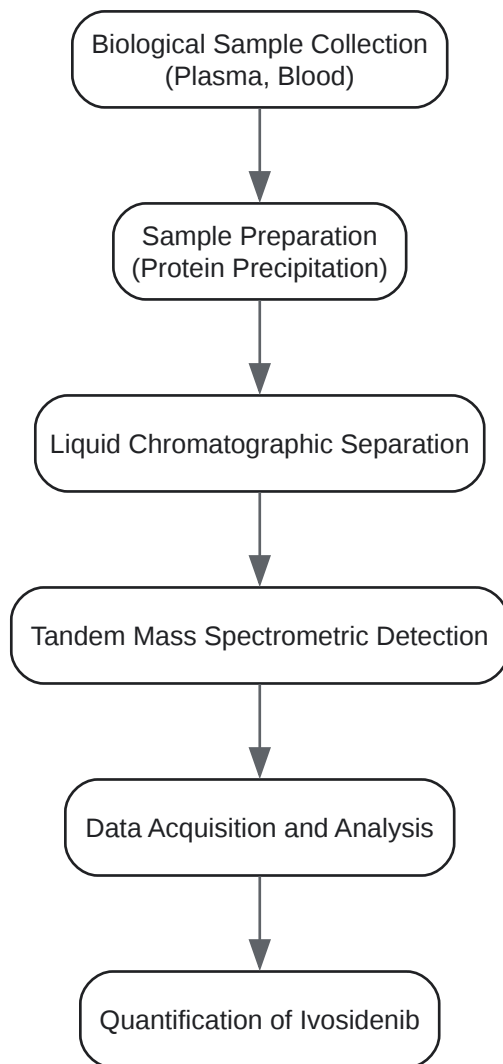 Biological Sample Collection
(Plasma, Blood)
Sample Preparation
(Protein Precipitation)
Liquid Chromatographic Separation
Tandem Mass Spectrometric Detection
Data Acquisition and Analysis
Quantification of Ivosidenib